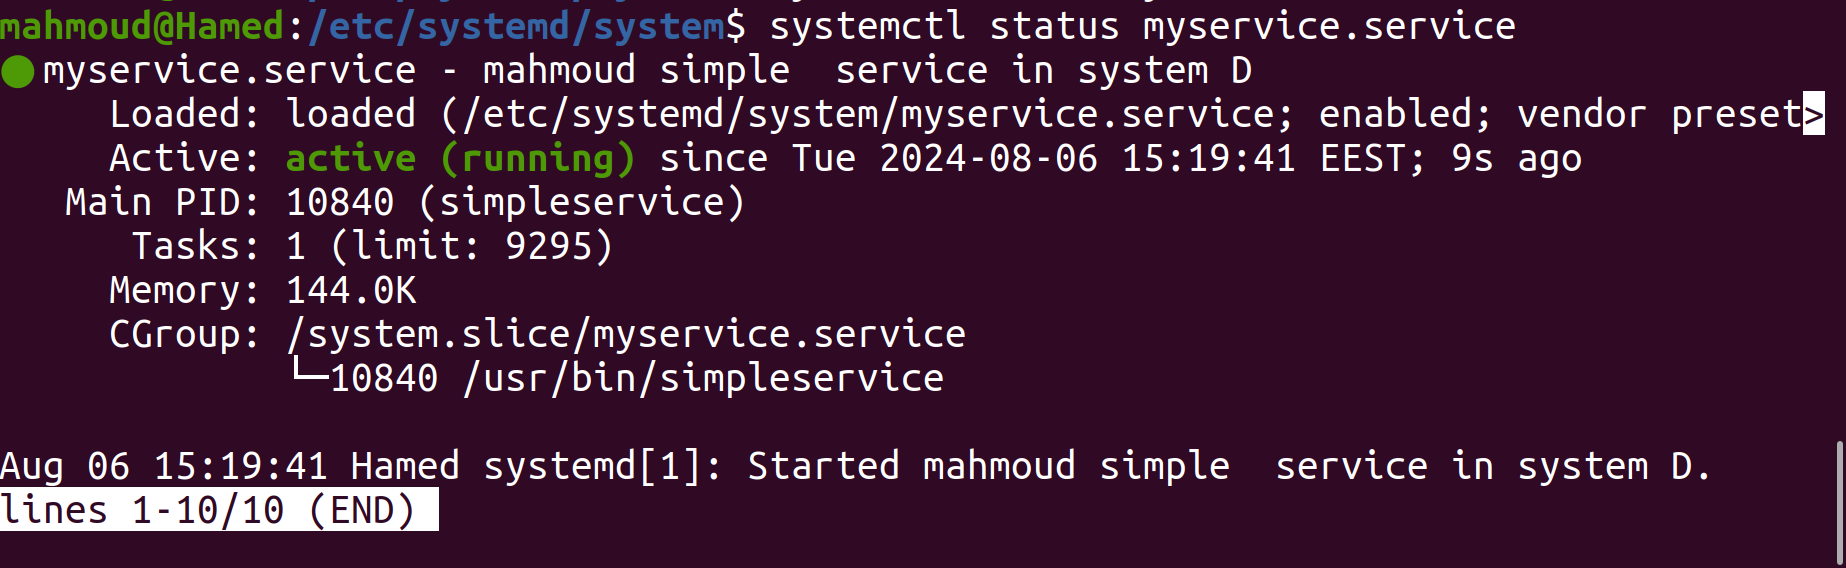 mahmoud@Hamed:/etc/systemd/system$ systemctl status myservice.service
● myservice.service - mahmoud simple  service in system D
     Loaded: loaded (/etc/systemd/system/myservice.service; enabled; vendor preset>
     Active: active (running) since Tue 2024-08-06 15:19:41 EEST; 9s ago
   Main PID: 10840 (simpleservice)
      Tasks: 1 (limit: 9295)
     Memory: 144.0K
     CGroup: /system.slice/myservice.service
             └─10840 /usr/bin/simpleservice
Aug 06 15:19:41 Hamed systemd[1]: Started mahmoud simple  service in system D.
lines 1-10/10 (END)